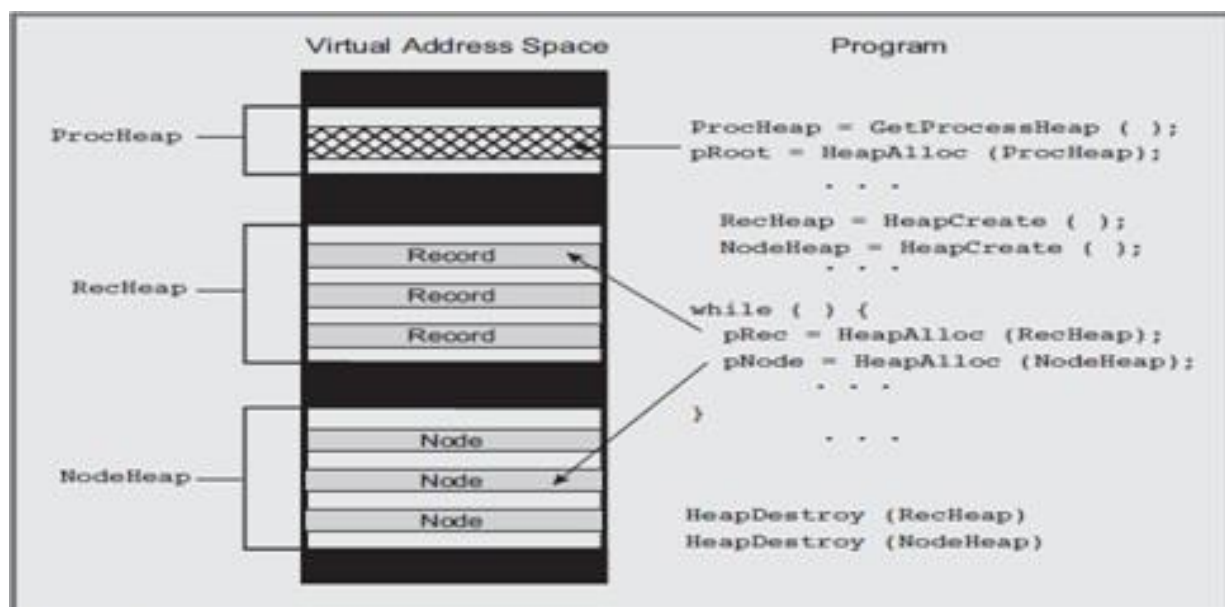 Virtual Address Space
Program
ProcHeap
ProcHeap = GetProcessHeap ( );
pRoot = HeapAlloc (ProcHeap);
. . .
RecHeap = HeapCreate ( );
NodeHeap = HeapCreate ( );
. . .
RecHeap
Record
Record
Record
while ( ) {
pRec = HeapAlloc (RecHeap);
pNode = HeapAlloc (NodeHeap);
. . .
}
. . .
NodeHeap
Node
Node
Node
HeapDestroy (RecHeap)
HeapDestroy (NodeHeap)